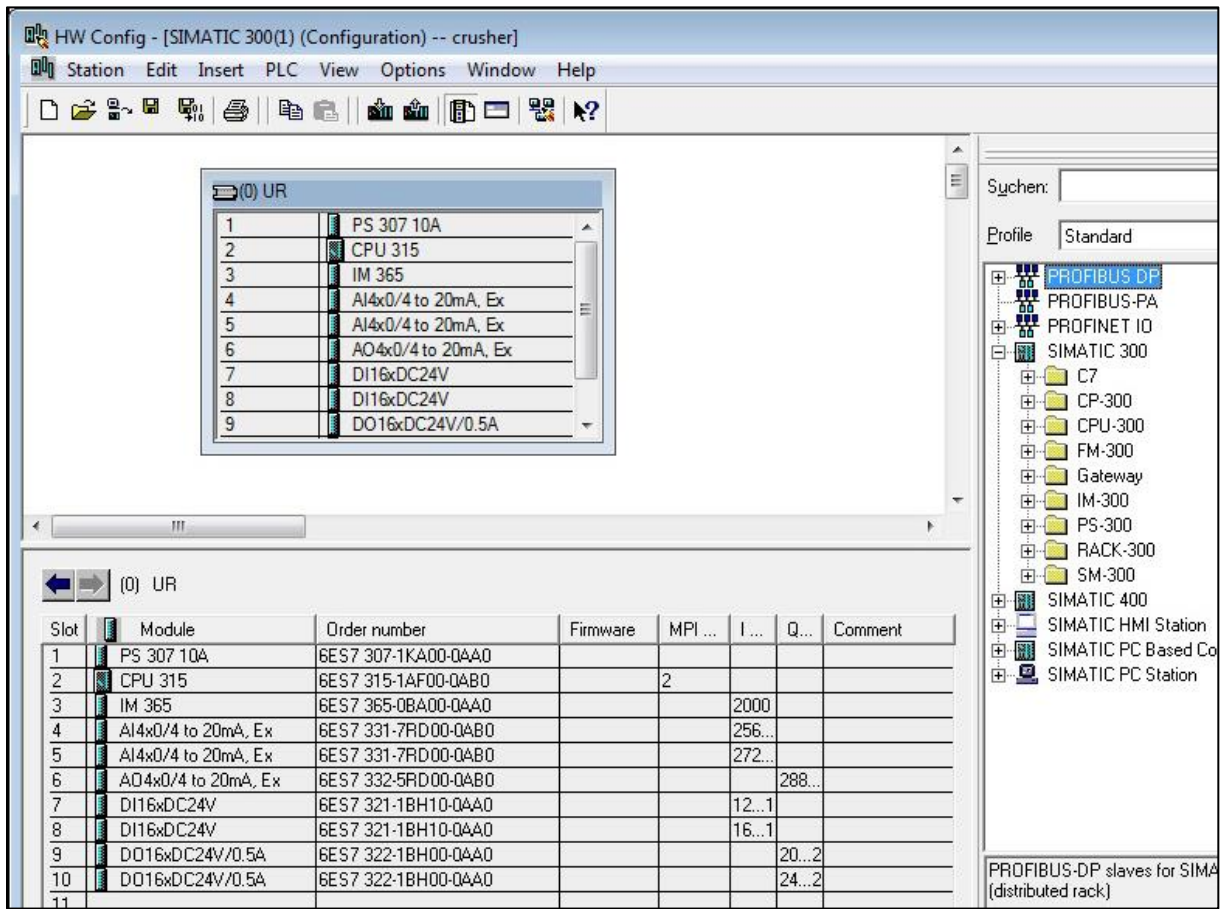 HW Config - [SIMATIC 300(1) (Configuration) -- crusher]
Station Edit Insert PLC View Options Window Help
(0) UR
1 PS 307 10A
2 CPU 315
3 IM 365
4 AI4x0/4 to 20mA, Ex
5 AI4x0/4 to 20mA, Ex
6 AO4x0/4 to 20mA, Ex
7 DI16xDC24V
8 DI16xDC24V
9 DO16xDC24V/0.5A
(0) UR
Slot Module Order number Firmware MPI ... I ... Q... Comment
1 PS 307 10A 6ES7 307-1KA00-0AA0
2 CPU 315 6ES7 315-1AF00-0AB0 2
3 IM 365 6ES7 365-0BA00-0AA0 2000
4 AI4x0/4 to 20mA, Ex 6ES7 331-7RD00-0AB0 256...
5 AI4x0/4 to 20mA, Ex 6ES7 331-7RD00-0AB0 272...
6 AO4x0/4 to 20mA, Ex 6ES7 332-5RD00-0AB0 288...
7 DI16xDC24V 6ES7 321-1BH10-0AA0 12...1
8 DI16xDC24V 6ES7 321-1BH10-0AA0 16...1
9 DO16xDC24V/0.5A 6ES7 322-1BH00-0AA0 20...2
10 DO16xDC24V/0.5A 6ES7 322-1BH00-0AA0 24...2
11
Suchen:
Profile Standard
PROFIBUS DP
PROFIBUS-PA
PROFINET IO
SIMATIC 300
C7
CP-300
CPU-300
FM-300
Gateway
IM-300
PS-300
RACK-300
SM-300
SIMATIC 400
SIMATIC HMI Station
SIMATIC PC Based Co
SIMATIC PC Station
PROFIBUS-DP slaves for SIMA
(distributed rack)